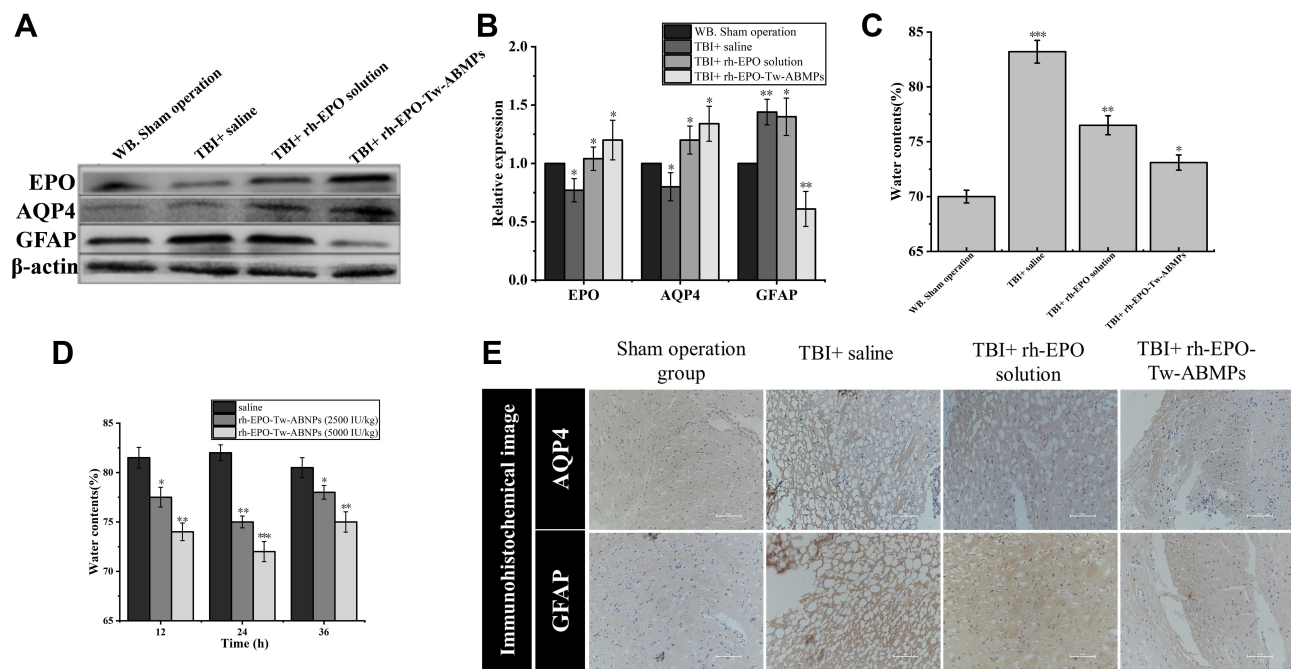 A
WB. Sham operation
TBI+ saline
TBI+ rh-EPO solution
TBI+ rh-EPO-Tw-ABMPs
EPO
AQP4
GFAP
β-actin
B
WB. Sham operation
TBI+ saline
TBI+ rh-EPO solution
TBI+ rh-EPO-Tw-ABMPs
Relative expression
2.0
1.5
1.0
0.5
0.0
* * *
* * *
** * **
EPO AQP4 GFAP
C
Water contents(%)
85
80
75
70
65
***
**
*
WB. Sham operation
TBI+ saline
TBI+ rh-EPO solution
TBI+ rh-EPO-Tw-ABMPs
D
saline
rh-EPO-Tw-ABNPs (2500 IU/kg)
rh-EPO-Tw-ABNPs (5000 IU/kg)
Water contents(%)
85
80
75
70
65
* **
** ***
* **
12 24 36
Time (h)
E
Sham operation
group
TBI+ saline
TBI+ rh-EPO
solution
TBI+ rh-EPO-
Tw-ABMPs
Immunohistochemical image
AQP4
GFAP